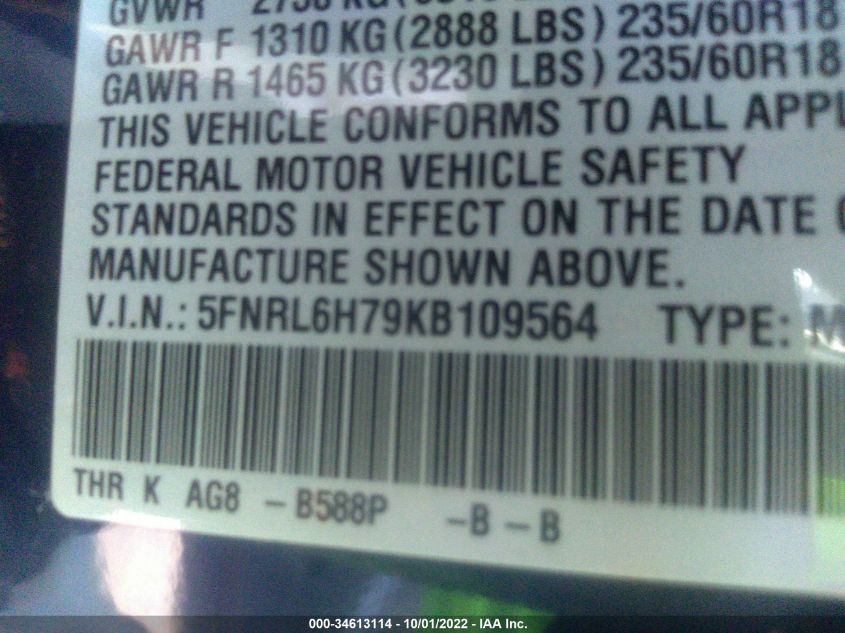 GVWR
GAWR F 1310 KG (2888 LBS) 235/60R18
GAWR R 1465 KG (3230 LBS) 235/60R18
THIS VEHICLE CONFORMS TO ALL APPL
FEDERAL MOTOR VEHICLE SAFETY
STANDARDS IN EFFECT ON THE DATE O
MANUFACTURE SHOWN ABOVE.
V.I.N.: 5FNRL6H79KB109564 TYPE: M
THR K AG8 - B588P - B - B
000-34613114 - 10/01/2022 - IAA Inc.